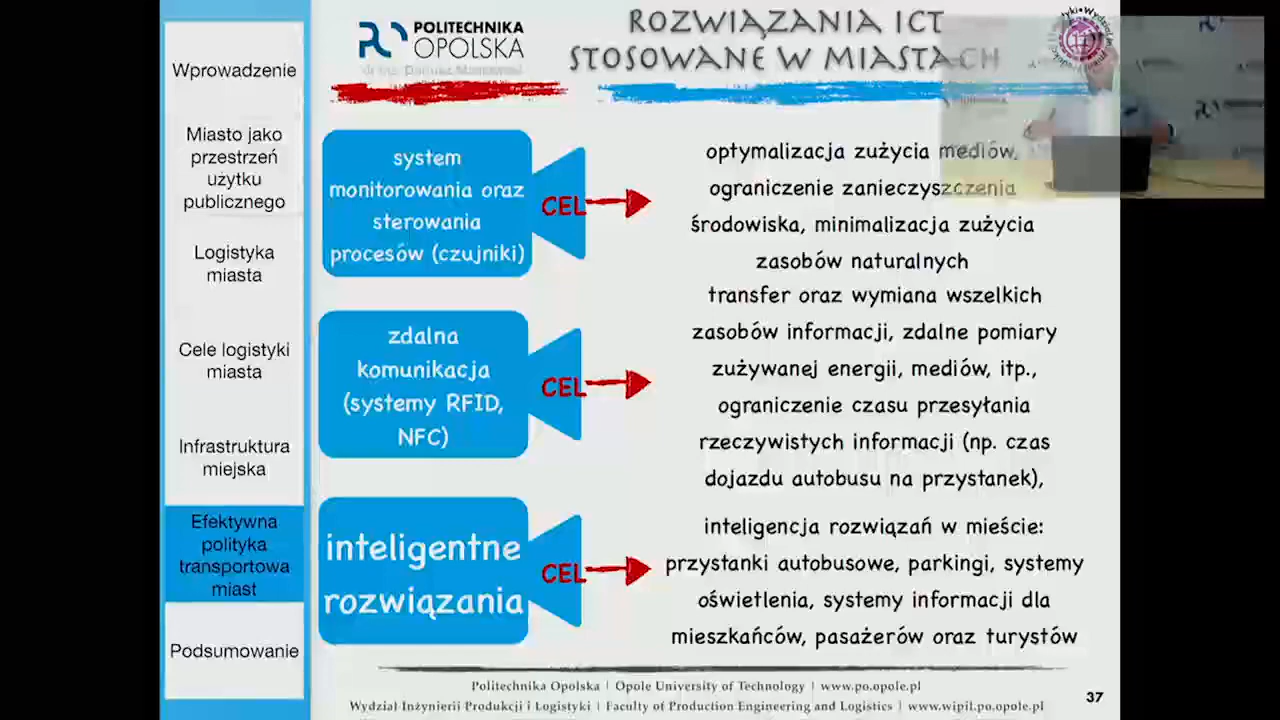 POLITECHNIKA
OPOLSKA
ROZWIĄZANIA ICT
STOSOWANE W MIASTACH
Wprowadzenie
Miasto jako
przestrzeń
użytku
publicznego
Logistyka
miasta
Cele logistyki
miasta
Infrastruktura
miejska
Efektywna
polityka
transportowa
miast
Podsumowanie
system
monitorowania oraz
sterowania
procesów (czujniki)
CEL
optymalizacja zużycia mediów,
ograniczenie zanieczyszczenia
środowiska, minimalizacja zużycia
zasobów naturalnych
zdalna
komunikacja
(systemy RFID,
NFC)
CEL
transfer oraz wymiana wszelkich
zasobów informacji, zdalne pomiary
zużywanej energii, mediów, itp.,
ograniczenie czasu przesyłania
rzeczywistych informacji (np. czas
dojazdu autobusu na przystanek),
inteligentne
rozwiązania
CEL
inteligencja rozwiązań w mieście:
przystanki autobusowe, parkingi, systemy
oświetlenia, systemy informacji dla
mieszkańców, pasażerów oraz turystów
Politechnika Opolska | Opole University of Technology | www.po.opole.pl
Wydział Inżynierii Produkcji i Logistyki | Faculty of Production Engineering and Logistics | www.wipil.po.opole.pl
37